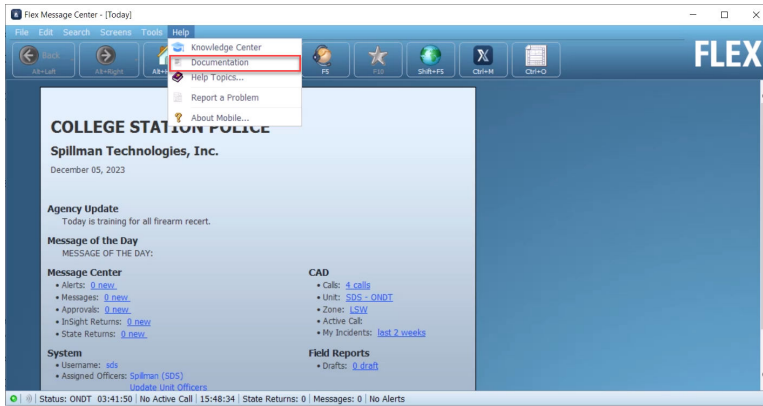 Flex Message Center - [Today]
File Edit Search Screens Tools Help
Back
Alt+Left
Alt+Right
Alt+H
F5
F10
Shift+F5
Ctrl+M
Ctrl+O
FLEX
Knowledge Center
Documentation
Help Topics...
Report a Problem
About Mobile...
COLLEGE STATION POLICE
Spillman Technologies, Inc.
December 05, 2023
Agency Update
Today is training for all firearm recert.
Message of the Day
MESSAGE OF THE DAY:
Message Center
• Alerts: 0 new
• Messages: 0 new
• Approvals: 0 new
• InSight Returns: 0 new
• State Returns: 0 new
CAD
• Calls: 4 calls
• Unit: SDS - ONDT
• Zone: LSW
• Active Call:
• My Incidents: last 2 weeks
System
• Username: sds
• Assigned Officers: Spillman (SDS)
Update Unit Officers
Field Reports
• Drafts: 0 draft
Status: ONDT 03:41:50 | No Active Call | 15:48:34 | State Returns: 0 | Messages: 0 | No Alerts